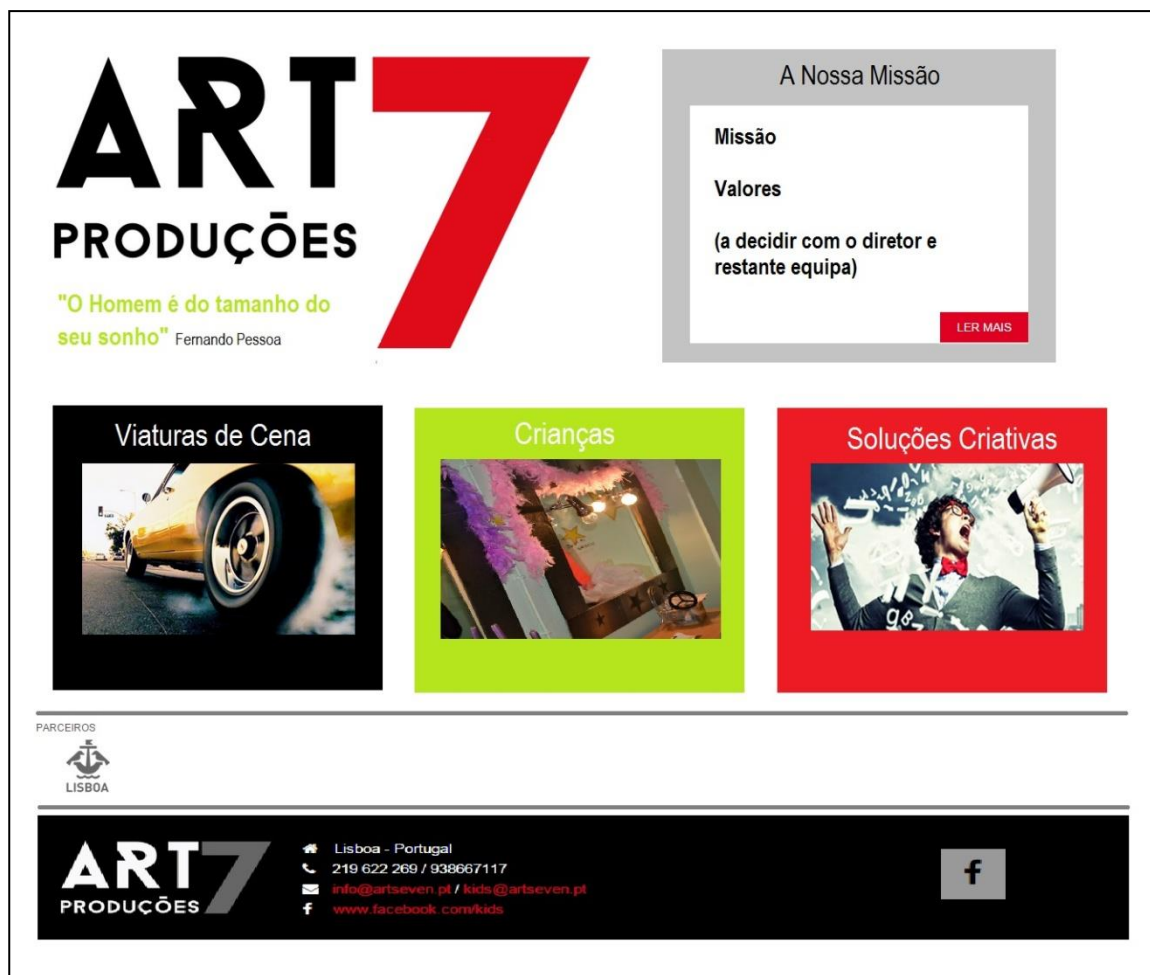 ART7
PRODUÇÕES
"O Homem é do tamanho do
seu sonho" Fernando Pessoa
A Nossa Missão
Missão
Valores
(a decidir com o diretor e
restante equipa)
LER MAIS
Viaturas de Cena
Crianças
Soluções Criativas
PARCEIROS
LISBOA
ART7
PRODUÇÕES
Lisboa - Portugal
219 622 269 / 938667117
info@artseven.pt / kids@artseven.pt
www.facebook.com/kids
f